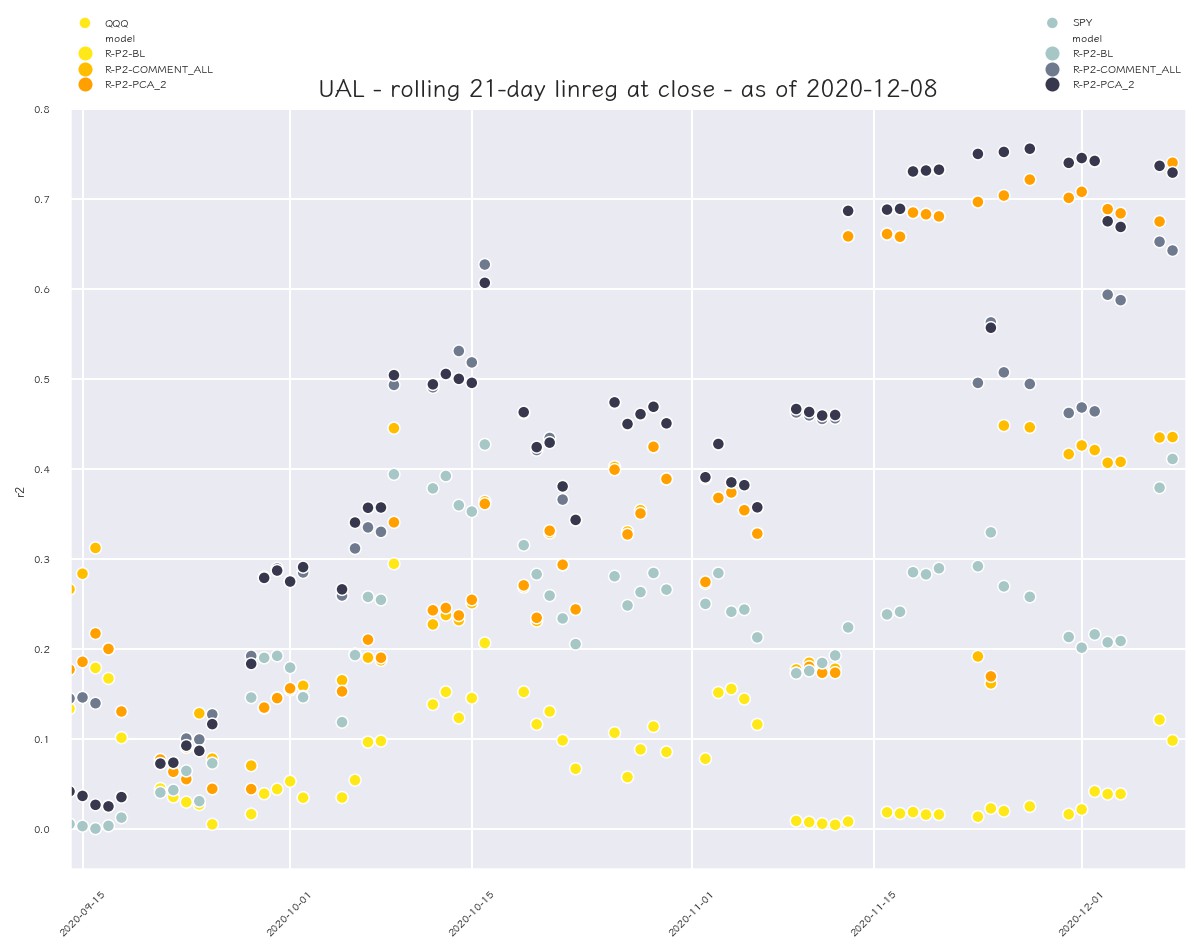 QQQ
model
R-P2-BL
R-P2-COMMENT_ALL
R-P2-PCA_2
SPY
model
R-P2-BL
R-P2-COMMENT_ALL
R-P2-PCA_2
UAL - rolling 21-day linreg at close - as of 2020-12-08
0.8
0.7
0.6
0.5
0.4
0.3
0.2
0.1
0.0
r2
2020-09-15
2020-10-01
2020-10-15
2020-11-01
2020-11-15
2020-12-01